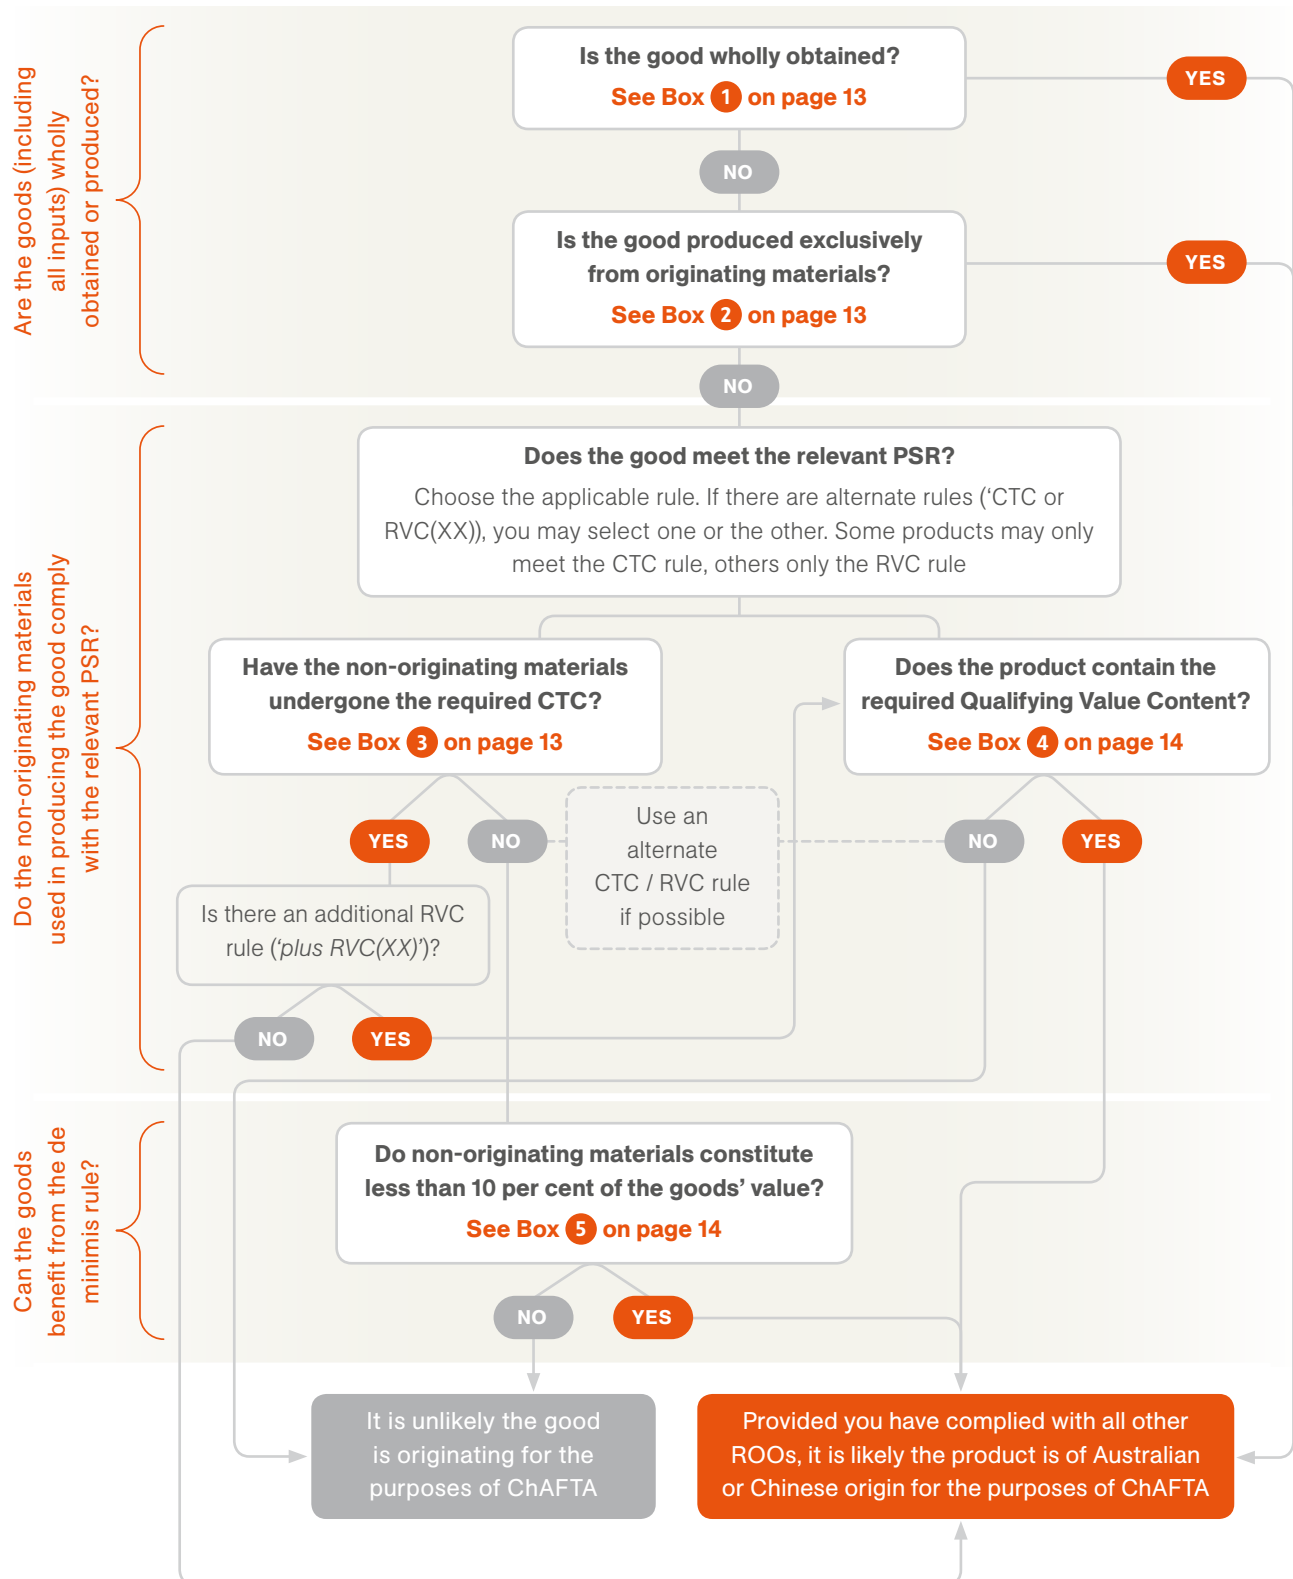 Are the goods (including
all inputs) wholly
obtained or produced?
Is the good wholly obtained?
See Box 1 on page 13
YES
NO
Is the good produced exclusively
from originating materials?
See Box 2 on page 13
YES
NO
Do the non-originating materials
used in producing the good comply
with the relevant PSR?
Does the good meet the relevant PSR?
Choose the applicable rule. If there are alternate rules (‘CTC or
RVC(XX)), you may select one or the other. Some products may only
meet the CTC rule, others only the RVC rule
Have the non-originating materials
undergone the required CTC?
See Box 3 on page 13
Does the product contain the
required Qualifying Value Content?
See Box 4 on page 14
YES
NO
Use an
alternate
CTC / RVC rule
if possible
NO
YES
Is there an additional RVC
rule (‘plus RVC(XX)’)?
NO
YES
Can the goods
benefit from the de
minimis rule?
Do non-originating materials constitute
less than 10 per cent of the goods’ value?
See Box 5 on page 14
NO
YES
It is unlikely the good
is originating for the
purposes of ChAFTA
Provided you have complied with all other
ROOs, it is likely the product is of Australian
or Chinese origin for the purposes of ChAFTA